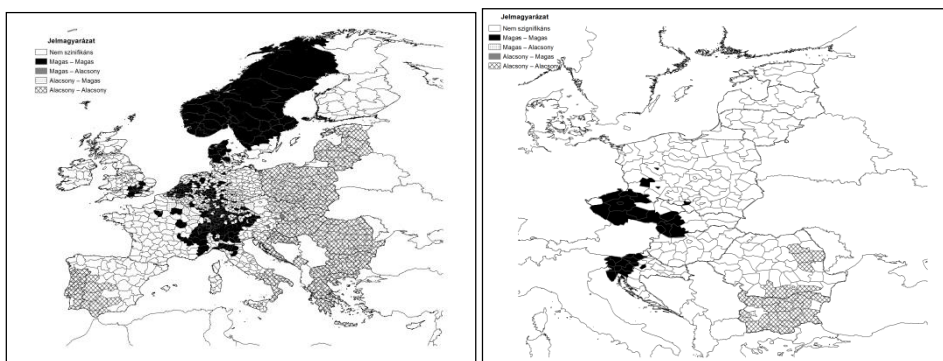 Jelmagyarázat
Nem szinifikáns
Magas – Magas
Magas – Alacsony
Alacsony – Magas
Alacsony – Alacsony
Jelmagyarázat
Nem szignifikáns
Magas – Magas
Magas – Alacsony
Alacsony – Magas
Alacsony – Alacsony